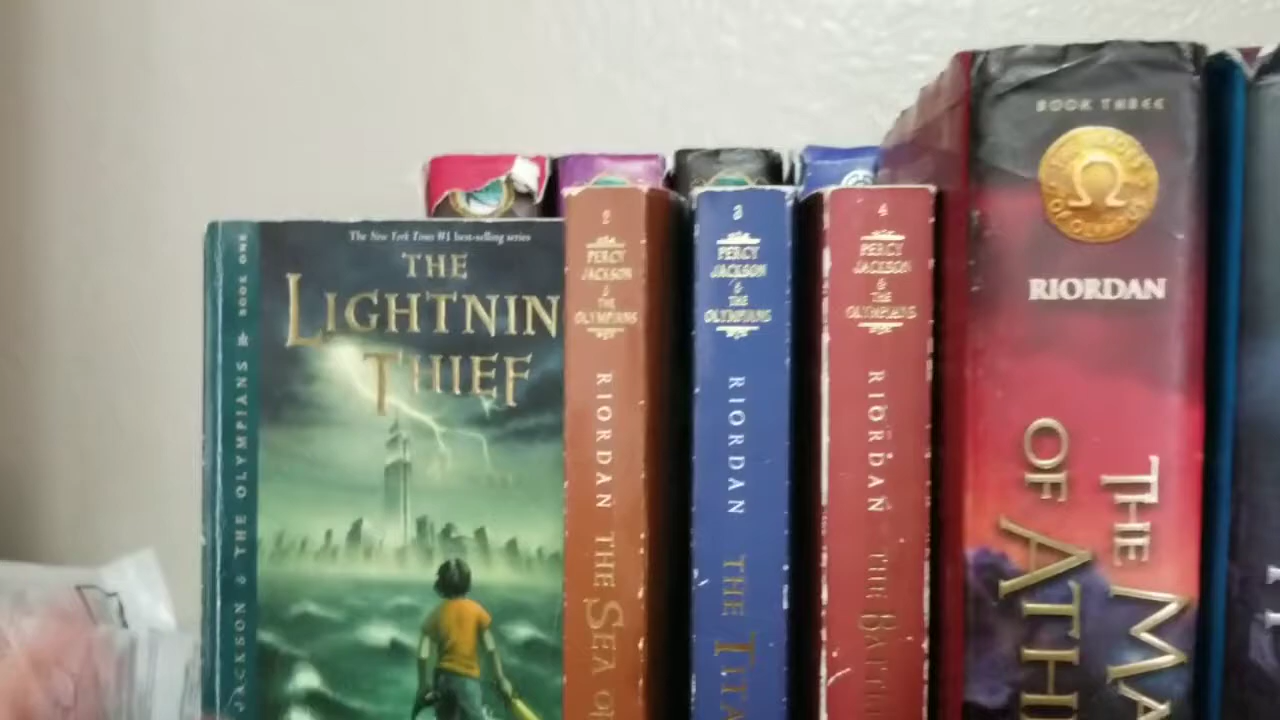 BOOK ONE
JACKSON & THE OLYMPIANS
The New York Times #1 best-selling series
THE
LIGHTNIN
THIEF
2
PERCY
JACKSON
&
THE
OLYMPIANS
RIORDAN
THE SEA OF
3
PERCY
JACKSON
&
THE
OLYMPIANS
RIORDAN
THE TITA
4
PERCY
JACKSON
&
THE
OLYMPIANS
RIORDAN
THE BATTL
BOOK THREE
RIORDAN
THE MA
OF ATH